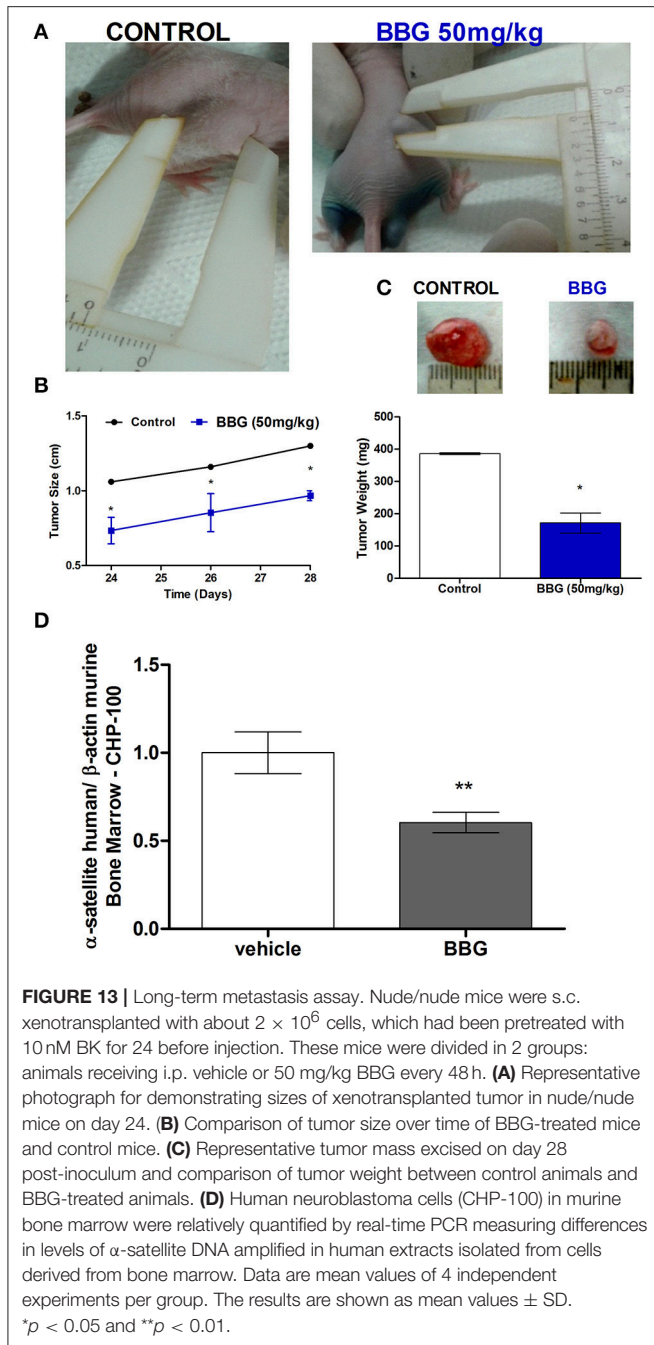 A
CONTROL
BBG 50mg/kg
C
CONTROL
BBG
B
Control
BBG (50mg/kg)
Tumor Size (cm)
1.5
1.0
0.5
*
*
*
24
25
26
27
28
Time (Days)
Tumor Weight (mg)
500
400
300
200
100
0
*
Control
BBG (50mg/kg)
D
α-satellite human/ β-actin murine
Bone Marrow - CHP-100
1.5
1.0
0.5
0.0
**
vehicle
BBG
FIGURE 13 | Long-term metastasis assay. Nude/nude mice were s.c.
xenotransplanted with about 2 × 10⁶ cells, which had been pretreated with
10 nM BK for 24 before injection. These mice were divided in 2 groups:
animals receiving i.p. vehicle or 50 mg/kg BBG every 48 h. (A) Representative
photograph for demonstrating sizes of xenotransplanted tumor in nude/nude
mice on day 24. (B) Comparison of tumor size over time of BBG-treated mice
and control mice. (C) Representative tumor mass excised on day 28
post-inoculum and comparison of tumor weight between control animals and
BBG-treated animals. (D) Human neuroblastoma cells (CHP-100) in murine
bone marrow were relatively quantified by real-time PCR measuring differences
in levels of α-satellite DNA amplified in human extracts isolated from cells
derived from bone marrow. Data are mean values of 4 independent
experiments per group. The results are shown as mean values ± SD.
*p < 0.05 and **p < 0.01.